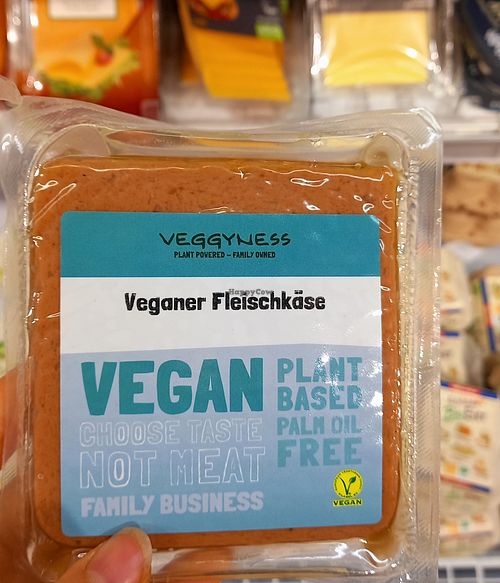 VEGGYNESS
PLANT POWERED – FAMILY OWNED
HappyCow
Veganer Fleischkäse
VEGAN
CHOOSE TASTE
NOT MEAT
FAMILY BUSINESS
PLANT
BASED
PALM OIL
FREE
VEGAN